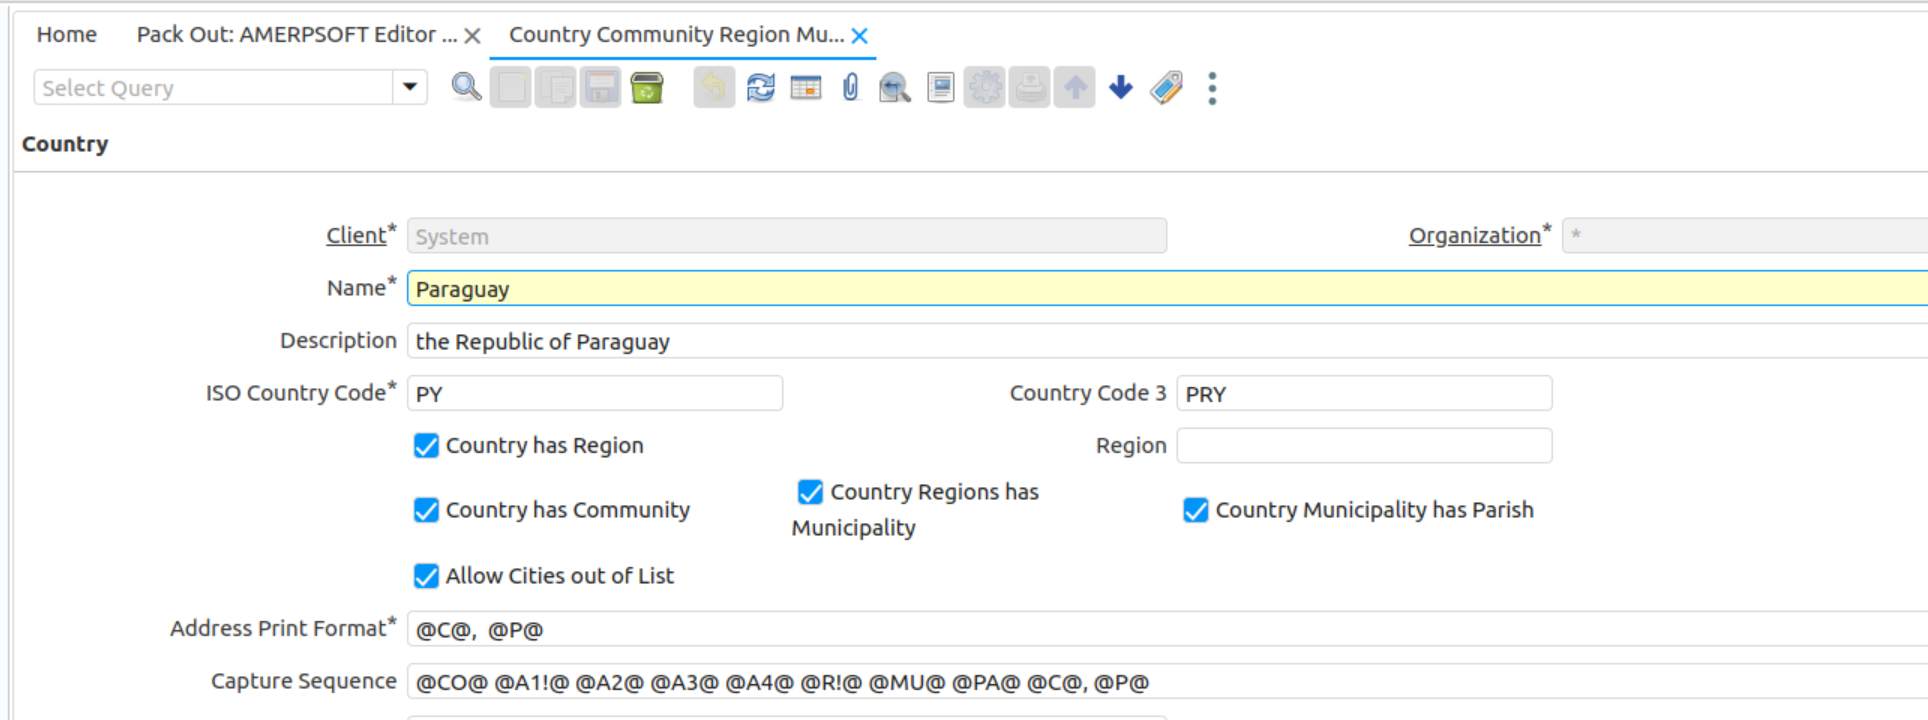 Home Pack Out: AMERPSOFT Editor ... Country Community Region Mu...
Select Query
Country
Client* System Organization* *
Name* Paraguay
Description the Republic of Paraguay
ISO Country Code* PY Country Code 3 PRY
Country has Region Region
Country has Community Country Regions has Municipality Country Municipality has Parish
Allow Cities out of List
Address Print Format* @C@, @P@
Capture Sequence @CO@ @A1!@ @A2@ @A3@ @A4@ @R!@ @MU@ @PA@ @C@, @P@